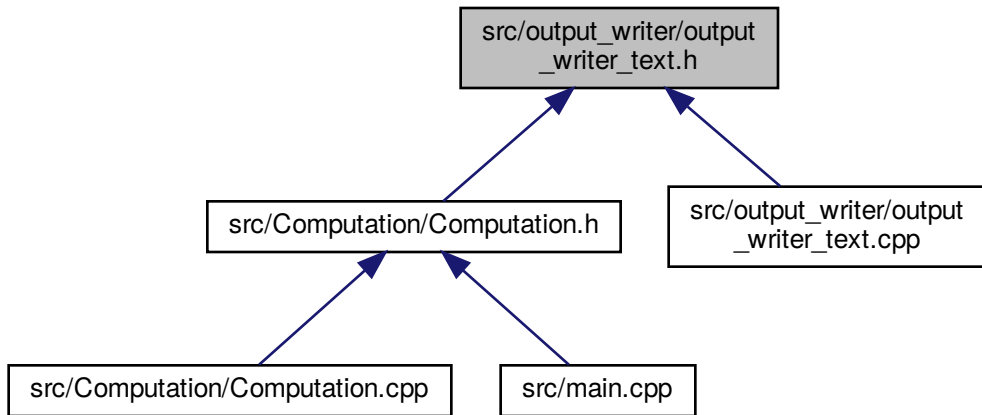 src/output_writer/output
_writer_text.h
src/Computation/Computation.h
src/output_writer/output
_writer_text.cpp
src/Computation/Computation.cpp
src/main.cpp